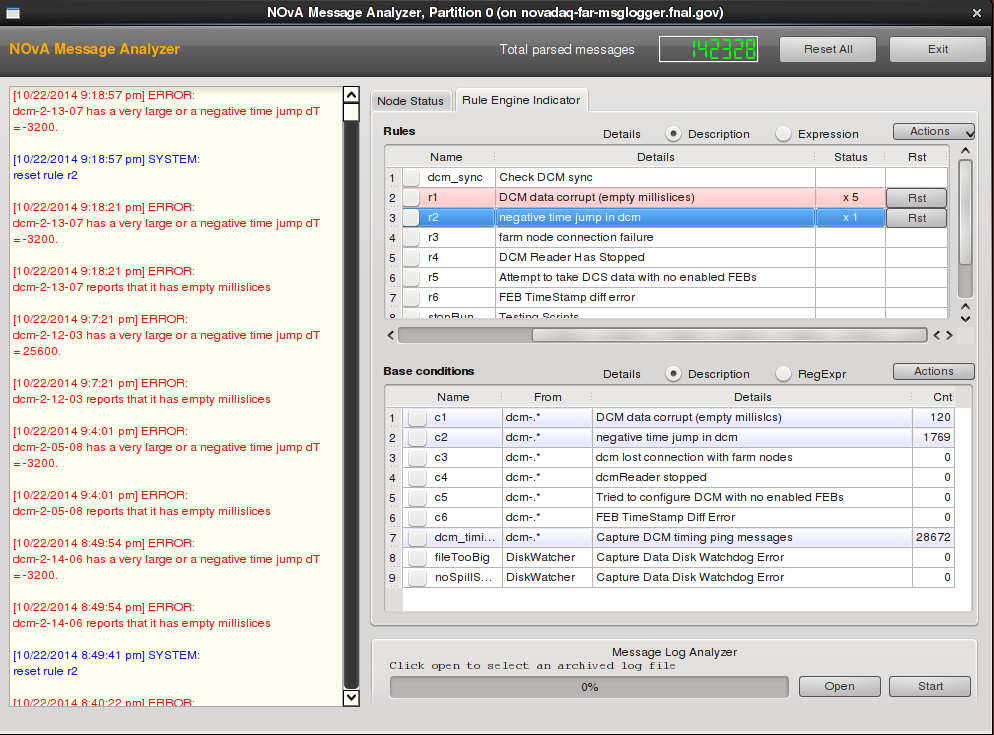 NOvA Message Analyzer, Partition 0 (on novadaq-far-msglogger.fnal.gov)
NOvA Message Analyzer
Total parsed messages 142328 Reset All Exit
[10/22/2014 9:18:57 pm] ERROR:
dcm-2-13-07 has a very large or a negative time jump dT
=-3200.
[10/22/2014 9:18:57 pm] SYSTEM:
reset rule r2
[10/22/2014 9:18:21 pm] ERROR:
dcm-2-13-07 has a very large or a negative time jump dT
=-3200.
[10/22/2014 9:18:21 pm] ERROR:
dcm-2-13-07 reports that it has empty millislices
[10/22/2014 9:7:21 pm] ERROR:
dcm-2-12-03 has a very large or a negative time jump dT
=25600.
[10/22/2014 9:7:21 pm] ERROR:
dcm-2-12-03 reports that it has empty millislices
[10/22/2014 9:4:01 pm] ERROR:
dcm-2-05-08 has a very large or a negative time jump dT
=-3200.
[10/22/2014 9:4:01 pm] ERROR:
dcm-2-05-08 reports that it has empty millislices
[10/22/2014 8:49:54 pm] ERROR:
dcm-2-14-06 has a very large or a negative time jump dT
=-3200.
[10/22/2014 8:49:54 pm] ERROR:
dcm-2-14-06 reports that it has empty millislices
[10/22/2014 8:49:41 pm] SYSTEM:
reset rule r2
[10/22/2014 8:40:22 pm] ERROR:
Node Status Rule Engine Indicator
Rules Details Description Expression Actions
Name Details Status Rst
1 dcm_sync Check DCM sync
2 r1 DCM data corrupt (empty millislices) x 5 Rst
3 r2 negative time jump in dcm x 1 Rst
4 r3 farm node connection failure
5 r4 DCM Reader Has Stopped
6 r5 Attempt to take DCS data with no enabled FEBs
7 r6 FEB TimeStamp diff error
8 stopRun Testing Scripts
Base conditions Details Description RegExpr Actions
Name From Details Cnt
1 c1 dcm-.* DCM data corrupt (empty millislcs) 120
2 c2 dcm-.* negative time jump in dcm 1769
3 c3 dcm-.* dcm lost connection with farm nodes 0
4 c4 dcm-.* dcmReader stopped 0
5 c5 dcm-.* Tried to configure DCM with no enabled FEBs 0
6 c6 dcm-.* FEB TimeStamp Diff Error 0
7 dcm_timi... dcm-.* Capture DCM timing ping messages 28672
8 fileTooBig DiskWatcher Capture Data Disk Watchdog Error 0
9 noSpillS... DiskWatcher Capture Data Disk Watchdog Error 0
Message Log Analyzer
Click open to select an archived log file
0% Open Start